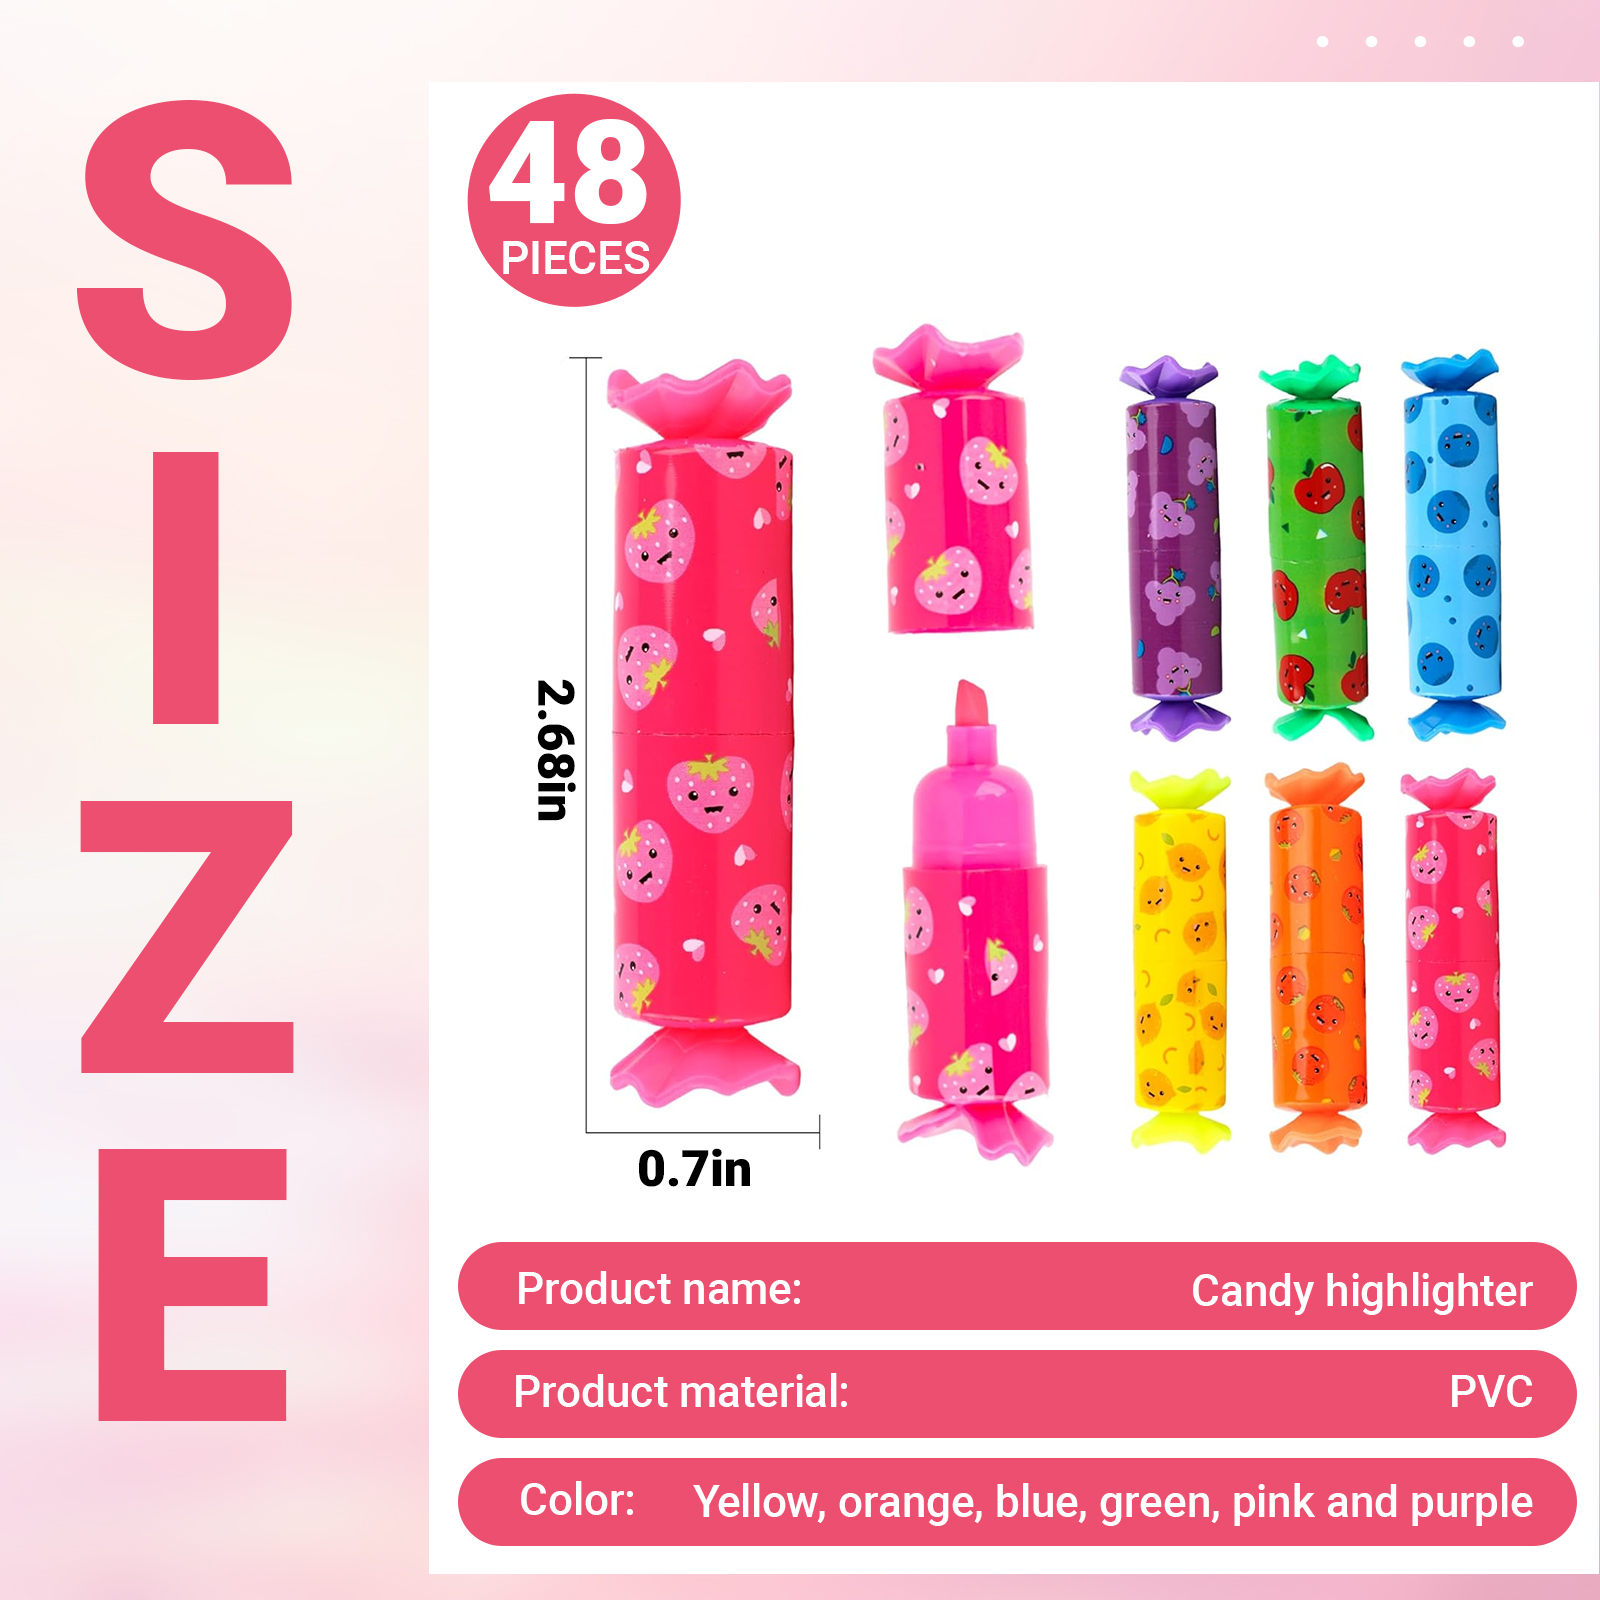 SIZE
48
PIECES
2.68in
0.7in
Product name: Candy highlighter
Product material: PVC
Color: Yellow, orange, blue, green, pink and purple